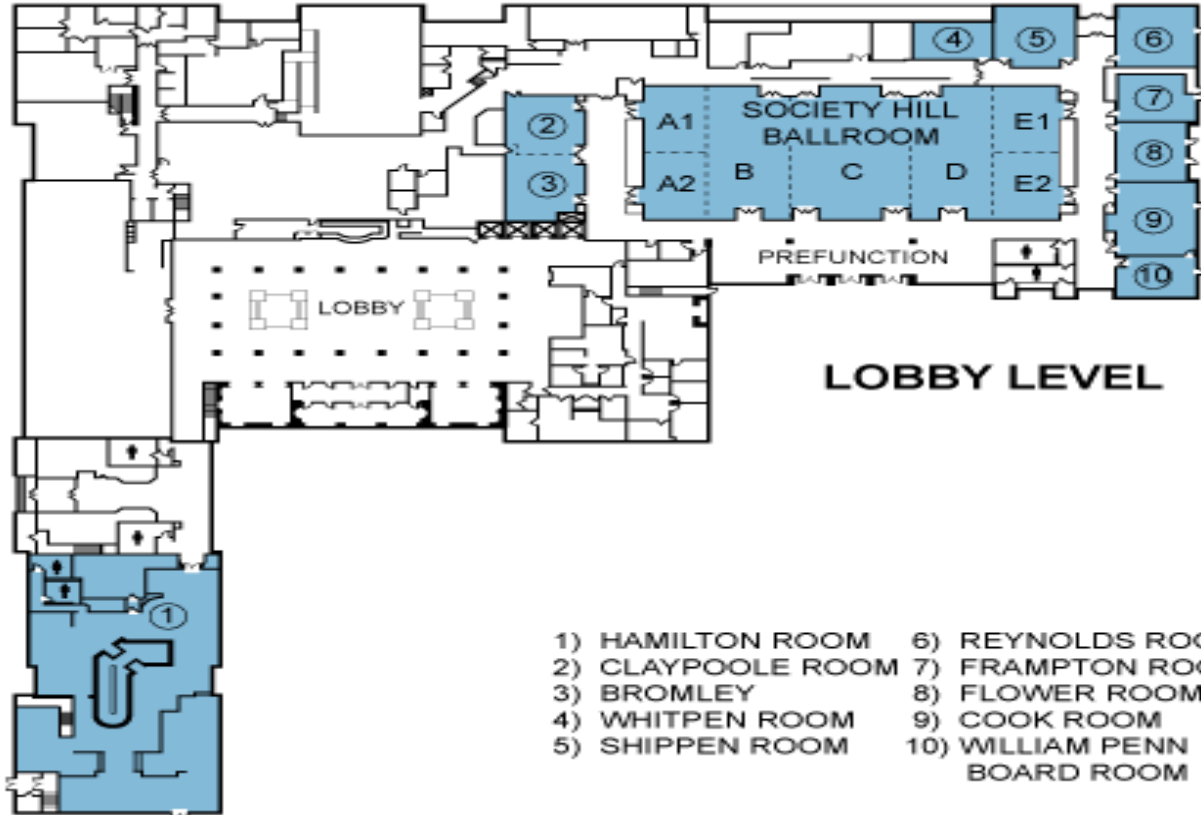 4
5
6
7
8
9
10
2
3
SOCIETY HILL
BALLROOM
A1
E1
A2
B
C
D
E2
PREFUNCTION
LOBBY
LOBBY LEVEL
1
1) HAMILTON ROOM
2) CLAYPOOLE ROOM
3) BROMLEY
4) WHITPEN ROOM
5) SHIPPEN ROOM
6) REYNOLDS ROO
7) FRAMPTON ROO
8) FLOWER ROOM
9) COOK ROOM
10) WILLIAM PENN
BOARD ROOM